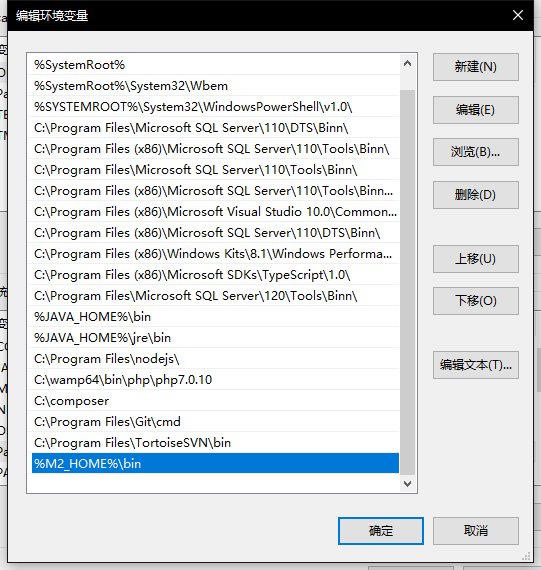 编辑环境变量
%SystemRoot%
%SystemRoot%\System32\Wbem
%SYSTEMROOT%\System32\WindowsPowerShell\v1.0\
C:\Program Files\Microsoft SQL Server\110\DTS\Binn\
C:\Program Files (x86)\Microsoft SQL Server\110\Tools\Binn\
C:\Program Files\Microsoft SQL Server\110\Tools\Binn\
C:\Program Files (x86)\Microsoft SQL Server\110\Tools\Binn...
C:\Program Files (x86)\Microsoft Visual Studio 10.0\Common...
C:\Program Files (x86)\Microsoft SQL Server\110\DTS\Binn\
C:\Program Files (x86)\Windows Kits\8.1\Windows Performa...
C:\Program Files (x86)\Microsoft SDKs\TypeScript\1.0\
C:\Program Files\Microsoft SQL Server\120\Tools\Binn\
%JAVA_HOME%\bin
%JAVA_HOME%\jre\bin
C:\Program Files\nodejs\
C:\wamp64\bin\php\php7.0.10
C:\composer
C:\Program Files\Git\cmd
C:\Program Files\TortoiseSVN\bin
%M2_HOME%\bin
新建(N)
编辑(E)
浏览(B)...
删除(D)
上移(U)
下移(O)
编辑文本(T)...
确定
取消